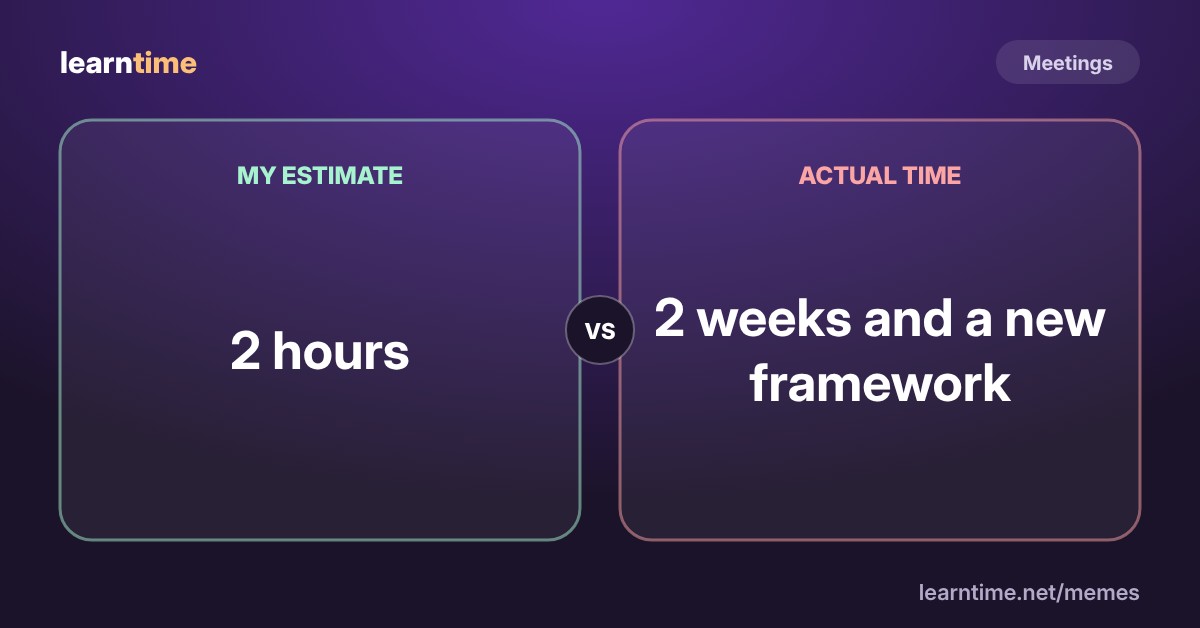 learntime
Meetings
MY ESTIMATE
2 hours
VS
ACTUAL TIME
2 weeks and a new
framework
learntime.net/memes